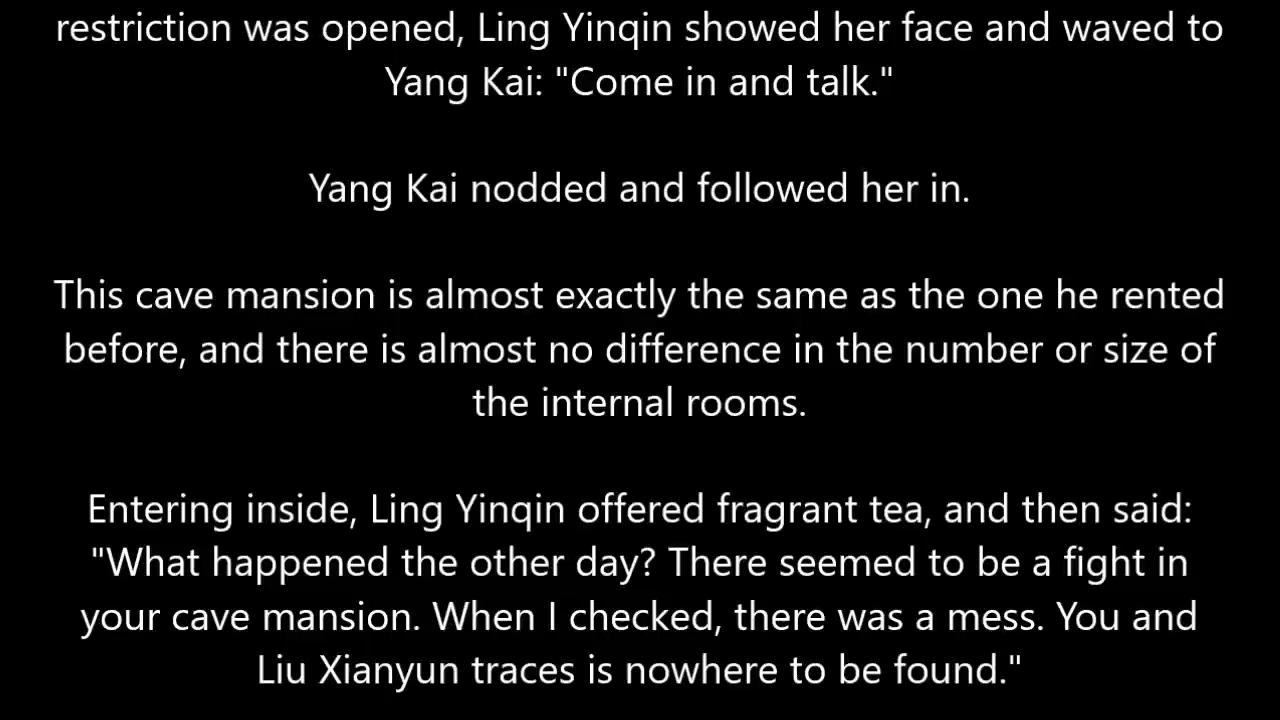 restriction was opened, Ling Yinqin showed her face and waved to
Yang Kai: "Come in and talk."
Yang Kai nodded and followed her in.
This cave mansion is almost exactly the same as the one he rented
before, and there is almost no difference in the number or size of
the internal rooms.
Entering inside, Ling Yinqin offered fragrant tea, and then said:
"What happened the other day? There seemed to be a fight in
your cave mansion. When I checked, there was a mess. You and
Liu Xianyun traces is nowhere to be found."